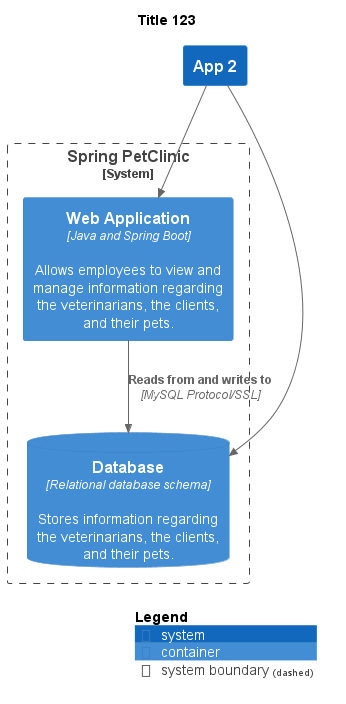 Title 123
App 2
Spring PetClinic
[System]
Web Application
[Java and Spring Boot]
Allows employees to view and
manage information regarding
the veterinarians, the clients,
and their pets.
Reads from and writes to
[MySQL Protocol/SSL]
Database
[Relational database schema]
Stores information regarding
the veterinarians, the clients,
and their pets.
Legend
system
container
system boundary (dashed)